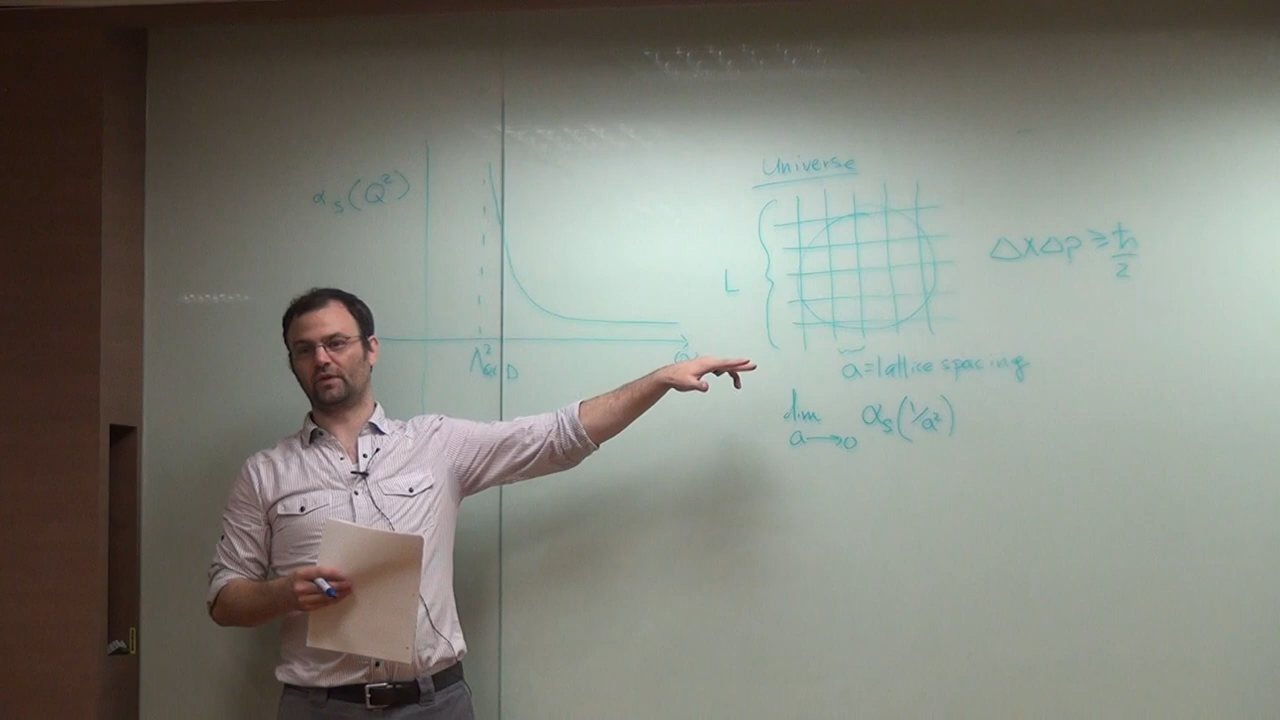 αs(Q²)
Λ²QCD
Universe
L
ΔxΔp ≥ ħ/2
a = lattice spacing
lim a→0 αs(1/a²)